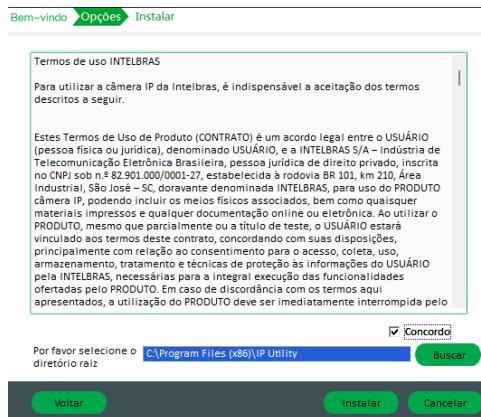 Bem-vindo Opções Instalar
Termos de uso INTELBRAS
Para utilizar a câmera IP da Intelbras, é indispensável a aceitação dos termos
descritos a seguir.
Estes Termos de Uso de Produto (CONTRATO) é um acordo legal entre o USUÁRIO
(pessoa física ou jurídica), denominado USUÁRIO, e a INTELBRAS S/A – Indústria de
Telecomunicação Eletrônica Brasileira, pessoa jurídica de direito privado, inscrita
no CNPJ sob n.º 82.901.000/0001-27, estabelecida à rodovia BR 101, km 210, Área
Industrial, São José – SC, doravante denominada INTELBRAS, para uso do PRODUTO
câmera IP, podendo incluir os meios físicos associados, bem como quaisquer
materiais impressos e qualquer documentação online ou eletrônica. Ao utilizar o
PRODUTO, mesmo que parcialmente ou a título de teste, o USUÁRIO estará
vinculado aos termos deste contrato, concordando com suas disposições,
principalmente com relação ao consentimento para o acesso, coleta, uso,
armazenamento, tratamento e técnicas de proteção às informações do USUÁRIO
pela INTELBRAS, necessárias para a integral execução das funcionalidades
ofertadas pelo PRODUTO. Em caso de discordância com os termos aqui
apresentados, a utilização do PRODUTO deve ser imediatamente interrompida pelo
Concordo
Por favor selecione o
diretório raiz
C:\Program Files (x86)\IP Utility
Buscar
Voltar Instalar Cancelar